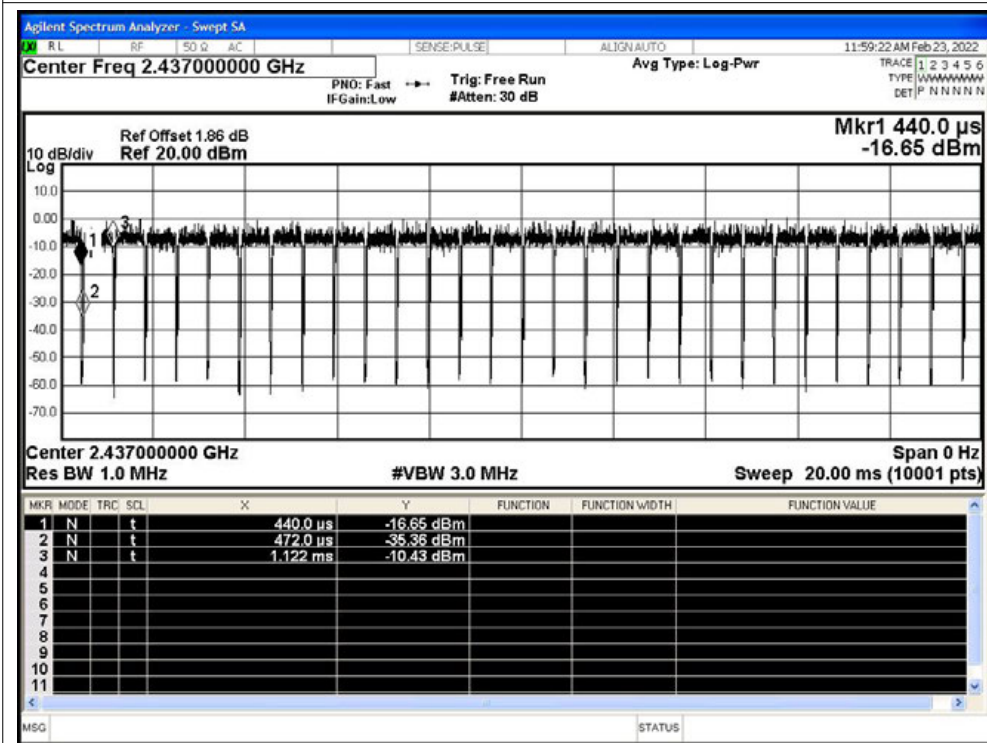 Agilent Spectrum Analyzer - Swept SA
RL RF 50 Ω AC SENSE:PULSE ALIGN AUTO 11:59:22 AM Feb 23, 2022
Center Freq 2.437000000 GHz
PNO: Fast
IFGain:Low
Trig: Free Run
#Atten: 30 dB
Avg Type: Log-Pwr
TRACE 1 2 3 4 5 6
TYPE WWWWWW
DET P N N N N N
Mkr1 440.0 µs
-16.65 dBm
Ref Offset 1.86 dB
10 dB/div Ref 20.00 dBm
Log
10.0
0.00
-10.0
-20.0
-30.0
-40.0
-50.0
-60.0
-70.0
1
2
3
Center 2.437000000 GHz Span 0 Hz
Res BW 1.0 MHz #VBW 3.0 MHz Sweep 20.00 ms (10001 pts)
MKR MODE TRC SCL X Y FUNCTION FUNCTION WIDTH FUNCTION VALUE
1 N t 440.0 µs -16.65 dBm
2 N t 472.0 µs -35.36 dBm
3 N t 1.122 ms -10.43 dBm
4
5
6
7
8
9
10
11
MSG STATUS